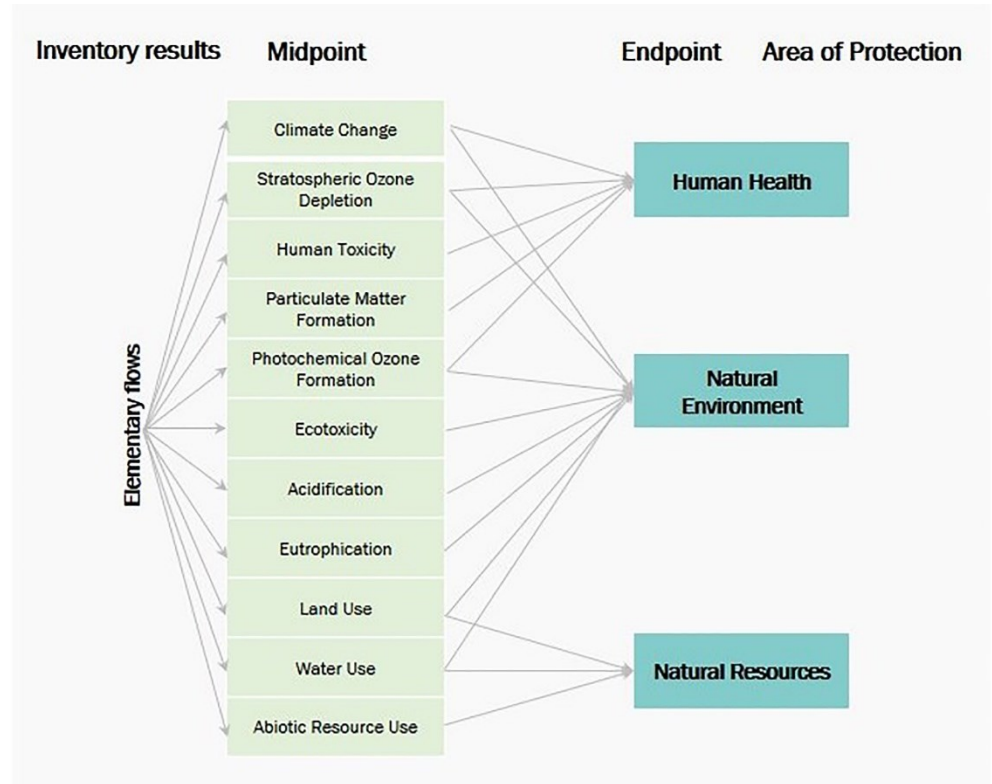 Inventory results
Midpoint
Endpoint
Area of Protection
Elementary flows
Climate Change
Stratospheric Ozone
Depletion
Human Toxicity
Particulate Matter
Formation
Photochemical Ozone
Formation
Ecotoxicity
Acidification
Eutrophication
Land Use
Water Use
Abiotic Resource Use
Human Health
Natural
Environment
Natural Resources